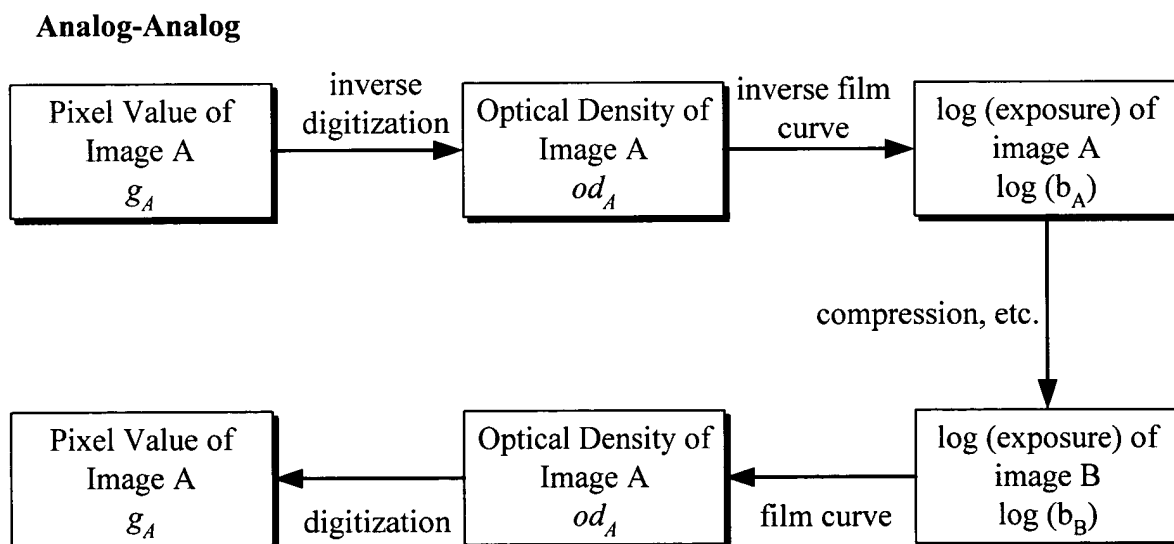 Analog-Analog
Pixel Value of
Image A
g_A
inverse
digitization
Optical Density of
Image A
od_A
inverse film
curve
log (exposure) of
image A
log (b_A)
compression, etc.
log (exposure) of
image B
log (b_B)
film curve
Optical Density of
Image A
od_A
digitization
Pixel Value of
Image A
g_A